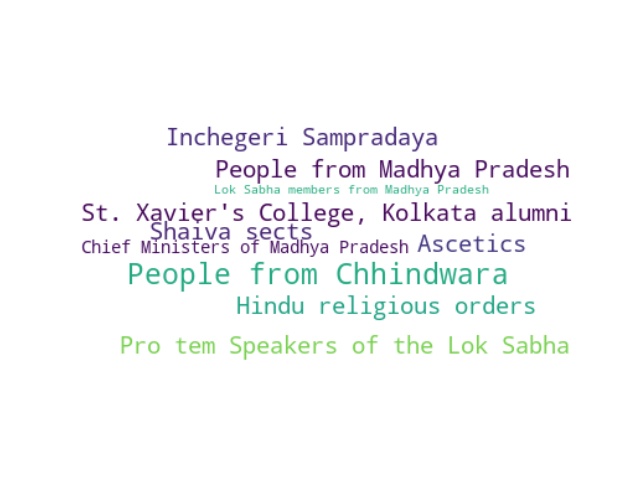 Inchegeri Sampradaya
People from Madhya Pradesh
Lok Sabha members from Madhya Pradesh
St. Xavier's College, Kolkata alumni
Shaiva sects
Chief Ministers of Madhya Pradesh
Ascetics
People from Chhindwara
Hindu religious orders
Pro tem Speakers of the Lok Sabha